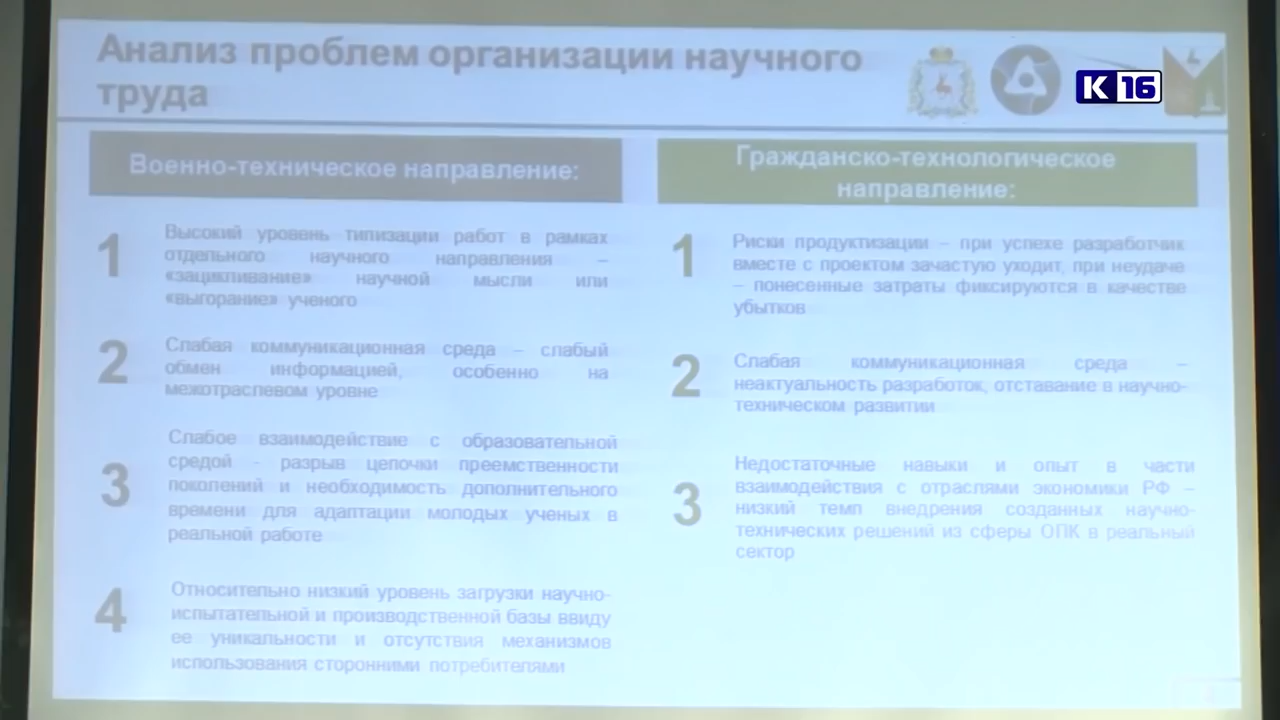 Анализ проблем организации научного
труда
К 16
Военно-техническое направление:
1
Высокий уровень типизации работ в рамках
отдельного научного направления –
«зацикливание» научной мысли или
«выгорание» ученого
2
Слабая коммуникационная среда – слабый
обмен информацией, особенно на
межотраслевом уровне
3
Слабое взаимодействие с образовательной
средой - разрыв цепочки преемственности
поколений и необходимость дополнительного
времени для адаптации молодых ученых в
реальной работе
4
Относительно низкий уровень загрузки научно-
испытательной и производственной базы ввиду
ее уникальности и отсутствия механизмов
использования сторонними потребителями
Гражданско-технологическое
направление:
1
Риски продуктизации – при успехе разработчик
вместе с проектом зачастую уходит, при неудаче
– понесенные затраты фиксируются в качестве
убытков
2
Слабая коммуникационная среда –
неактуальность разработок, отставание в научно-
техническом развитии
3
Недостаточные навыки и опыт в части
взаимодействия с отраслями экономики РФ –
низкий темп внедрения созданных научно-
технических решений из сферы ОПК в реальный
сектор